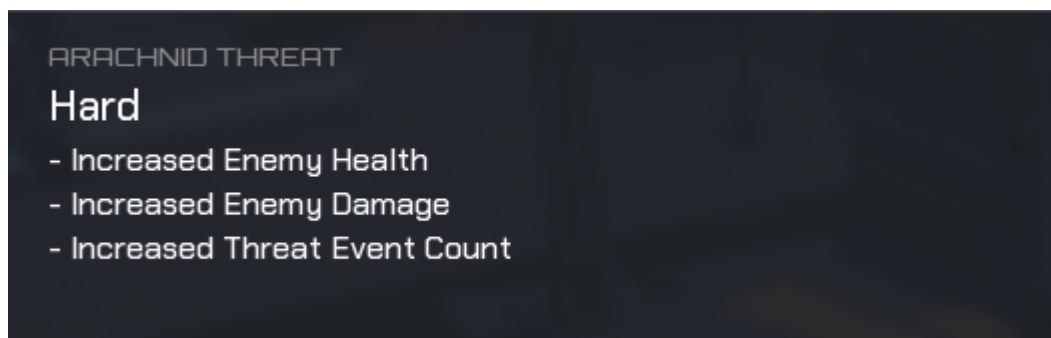 ARACHNID THREAT
Hard
- Increased Enemy Health
- Increased Enemy Damage
- Increased Threat Event Count